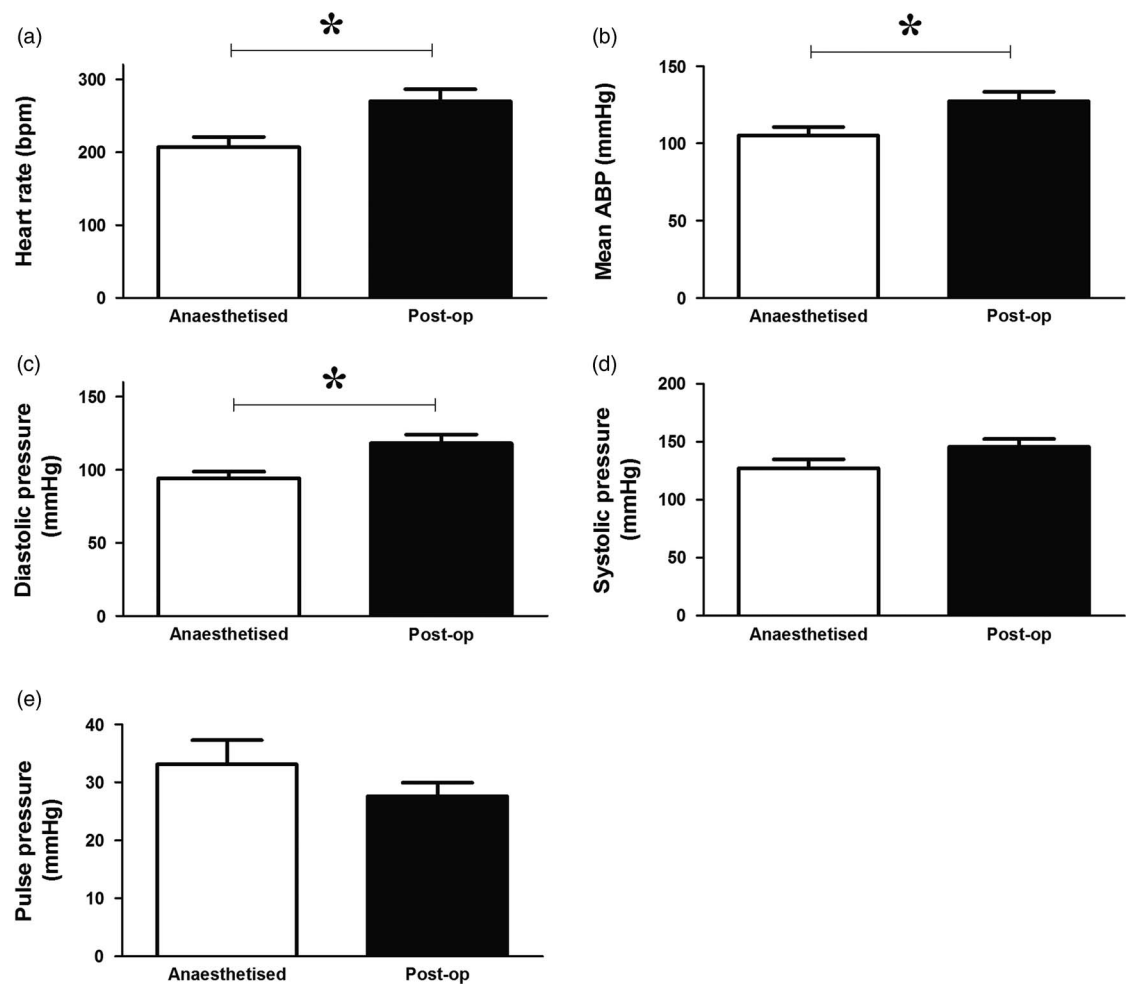 (a)
*
Heart rate (bpm)
300
200
100
0
Anaesthetised
Post-op
(b)
*
Mean ABP (mmHg)
150
100
50
0
Anaesthetised
Post-op
(c)
*
Diastolic pressure
(mmHg)
150
100
50
0
Anaesthetised
Post-op
(d)
Systolic pressure
(mmHg)
200
150
100
50
0
Anaesthetised
Post-op
(e)
Pulse pressure
(mmHg)
40
30
20
10
0
Anaesthetised
Post-op